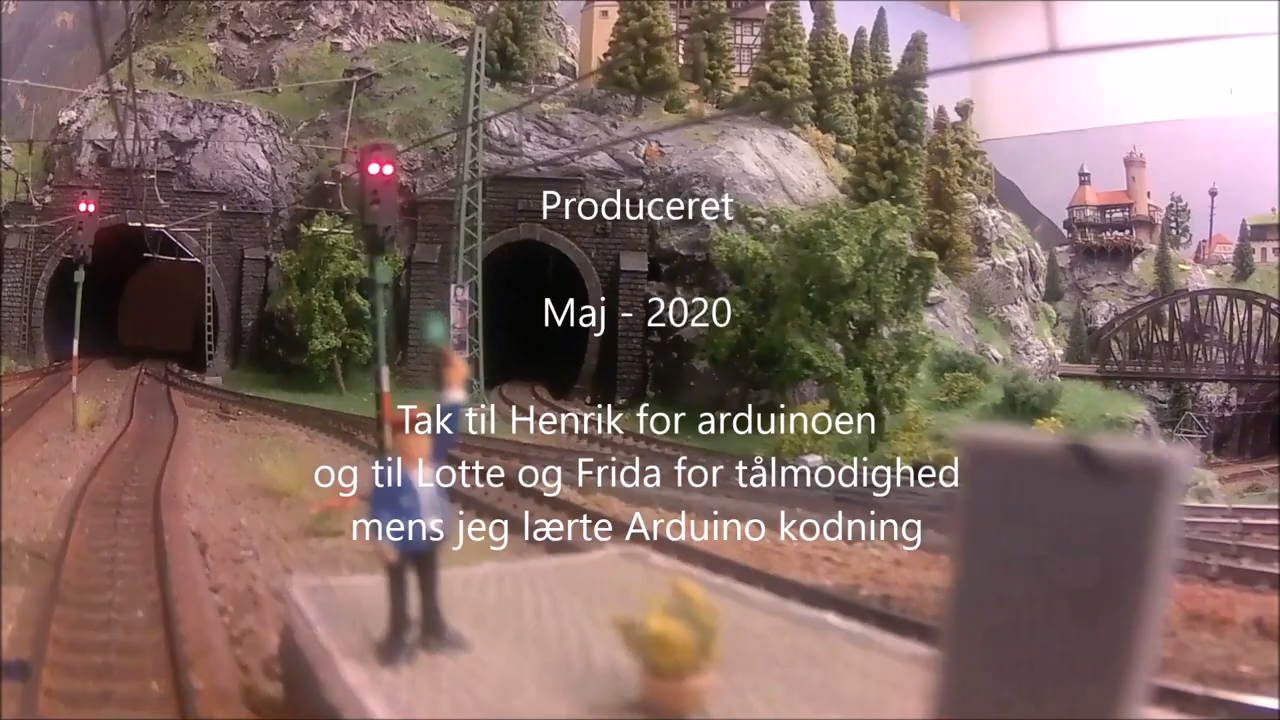 Produceret
Maj - 2020
Tak til Henrik for arduinoen
og til Lotte og Frida for tålmodighed
mens jeg lærte Arduino kodning